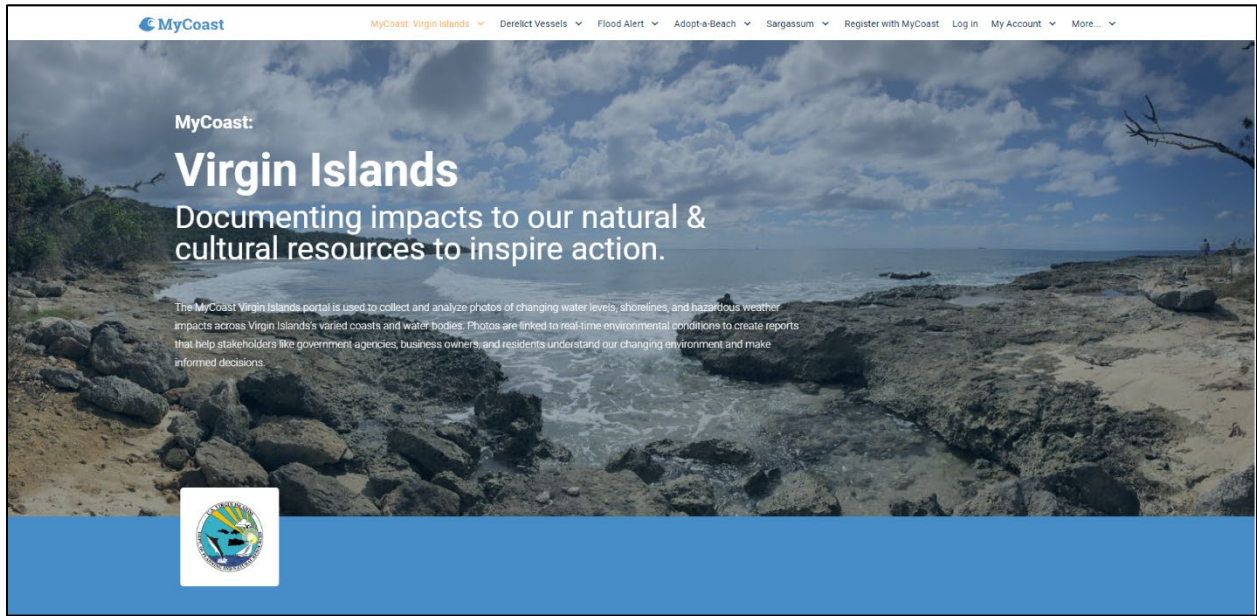 MyCoast
MyCoast: Virgin Islands Derelict Vessels Flood Alert Adopt-a-Beach Sargassum Register with MyCoast Log in My Account More...
MyCoast:
Virgin Islands
Documenting impacts to our natural &
cultural resources to inspire action.
The MyCoast Virgin Islands portal is used to collect and analyze photos of changing water levels, shorelines, and hazardous weather
impacts across Virgin Islands's varied coasts and water bodies. Photos are linked to real-time environmental conditions to create reports
that help stakeholders like government agencies, business owners, and residents understand our changing environment and make
informed decisions.